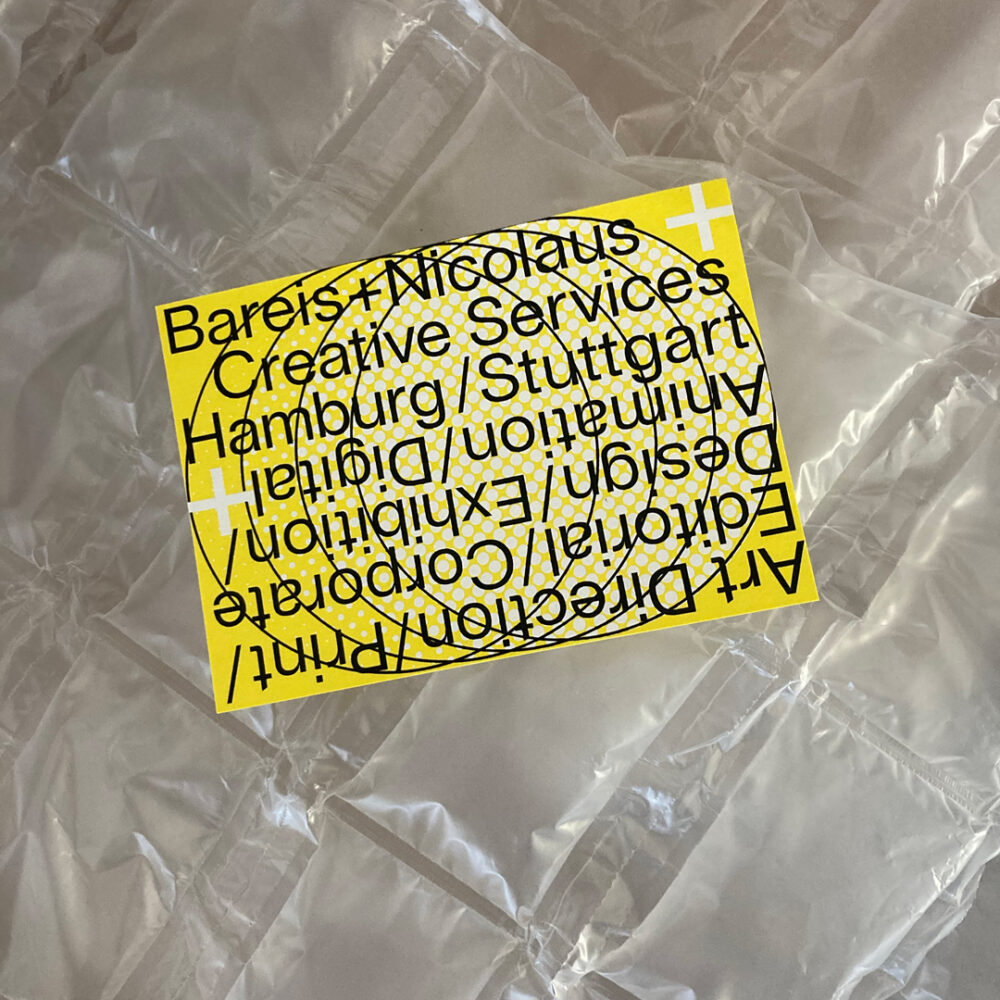 Bareis+Nicolaus
Creative Services
Hamburg/Stuttgart
Art Direction/Print/
Editorial/Corporate
Design/Exhibition/
Animation/Digital